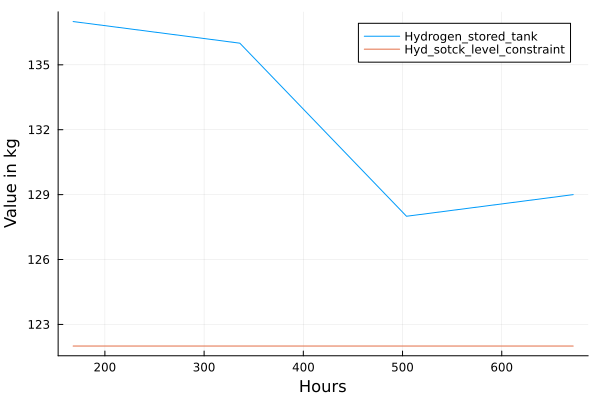 Hydrogen_stored_tank
Hyd_sotck_level_constraint
135
132
129
126
123
Value in kg
200 300 400 500 600
Hours